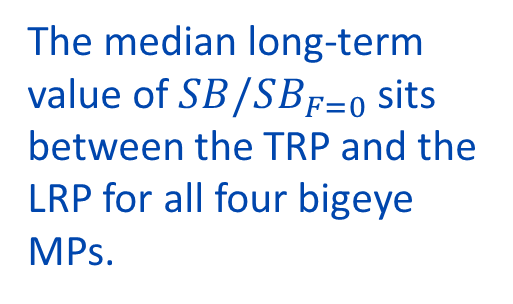 The median long-term
value of SB/SB_{F=0} sits
between the TRP and the
LRP for all four bigeye
MPs.